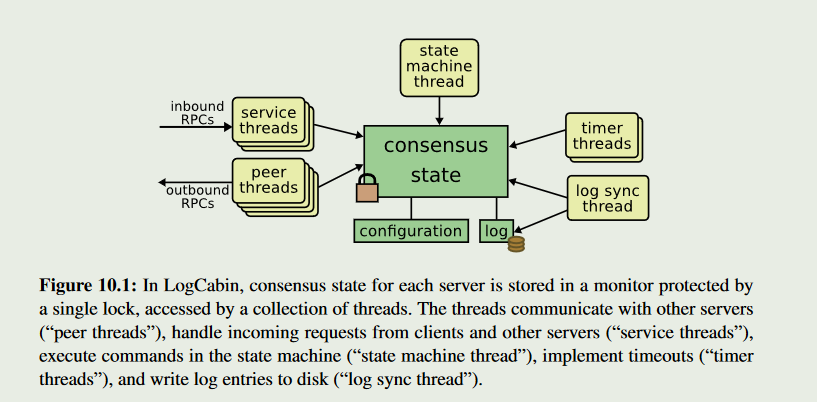 state
machine
thread
inbound
RPCs
service
threads
consensus
state
timer
threads
peer
threads
outbound
RPCs
log sync
thread
configuration
log
Figure 10.1: In LogCabin, consensus state for each server is stored in a monitor protected by
a single lock, accessed by a collection of threads. The threads communicate with other servers
(“peer threads”), handle incoming requests from clients and other servers (“service threads”),
execute commands in the state machine (“state machine thread”), implement timeouts (“timer
threads”), and write log entries to disk (“log sync thread”).